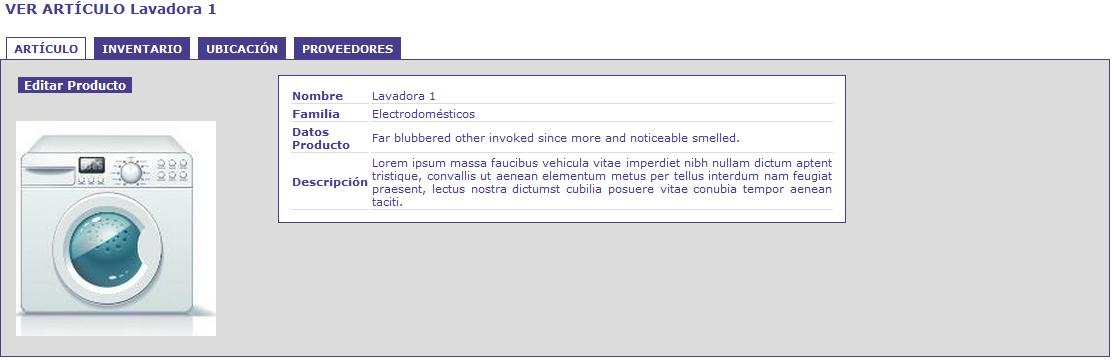 VER ARTÍCULO Lavadora 1
ARTÍCULO INVENTARIO UBICACIÓN PROVEEDORES
Editar Producto
Nombre Lavadora 1
Familia Electrodomésticos
Datos Producto Far blubbered other invoked since more and noticeable smelled.
Descripción Lorem ipsum massa faucibus vehicula vitae imperdiet nibh nullam dictum aptent
tristique, convallis ut aenean elementum metus per tellus interdum nam feugiat
praesent, lectus nostra dictumst cubilia posuere vitae conubia tempor aenean
taciti.